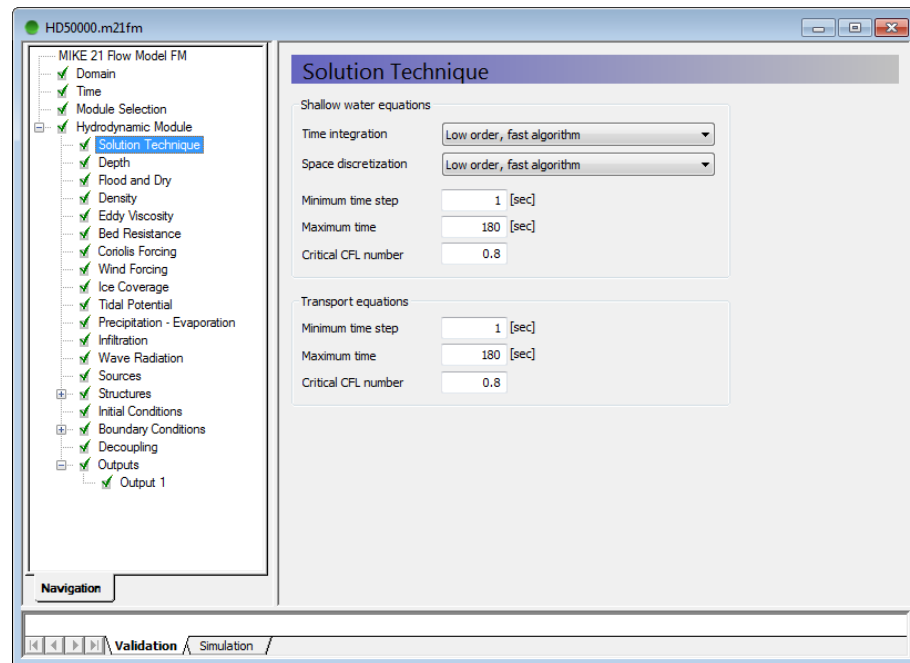 HD50000.m21fm
MIKE 21 Flow Model FM
Domain
Time
Module Selection
Hydrodynamic Module
Solution Technique
Depth
Flood and Dry
Density
Eddy Viscosity
Bed Resistance
Coriolis Forcing
Wind Forcing
Ice Coverage
Tidal Potential
Precipitation - Evaporation
Infiltration
Wave Radiation
Sources
Structures
Initial Conditions
Boundary Conditions
Decoupling
Outputs
Output 1
Navigation
Solution Technique
Shallow water equations
Time integration Low order, fast algorithm
Space discretization Low order, fast algorithm
Minimum time step 1 [sec]
Maximum time 180 [sec]
Critical CFL number 0.8
Transport equations
Minimum time step 1 [sec]
Maximum time 180 [sec]
Critical CFL number 0.8
Validation Simulation